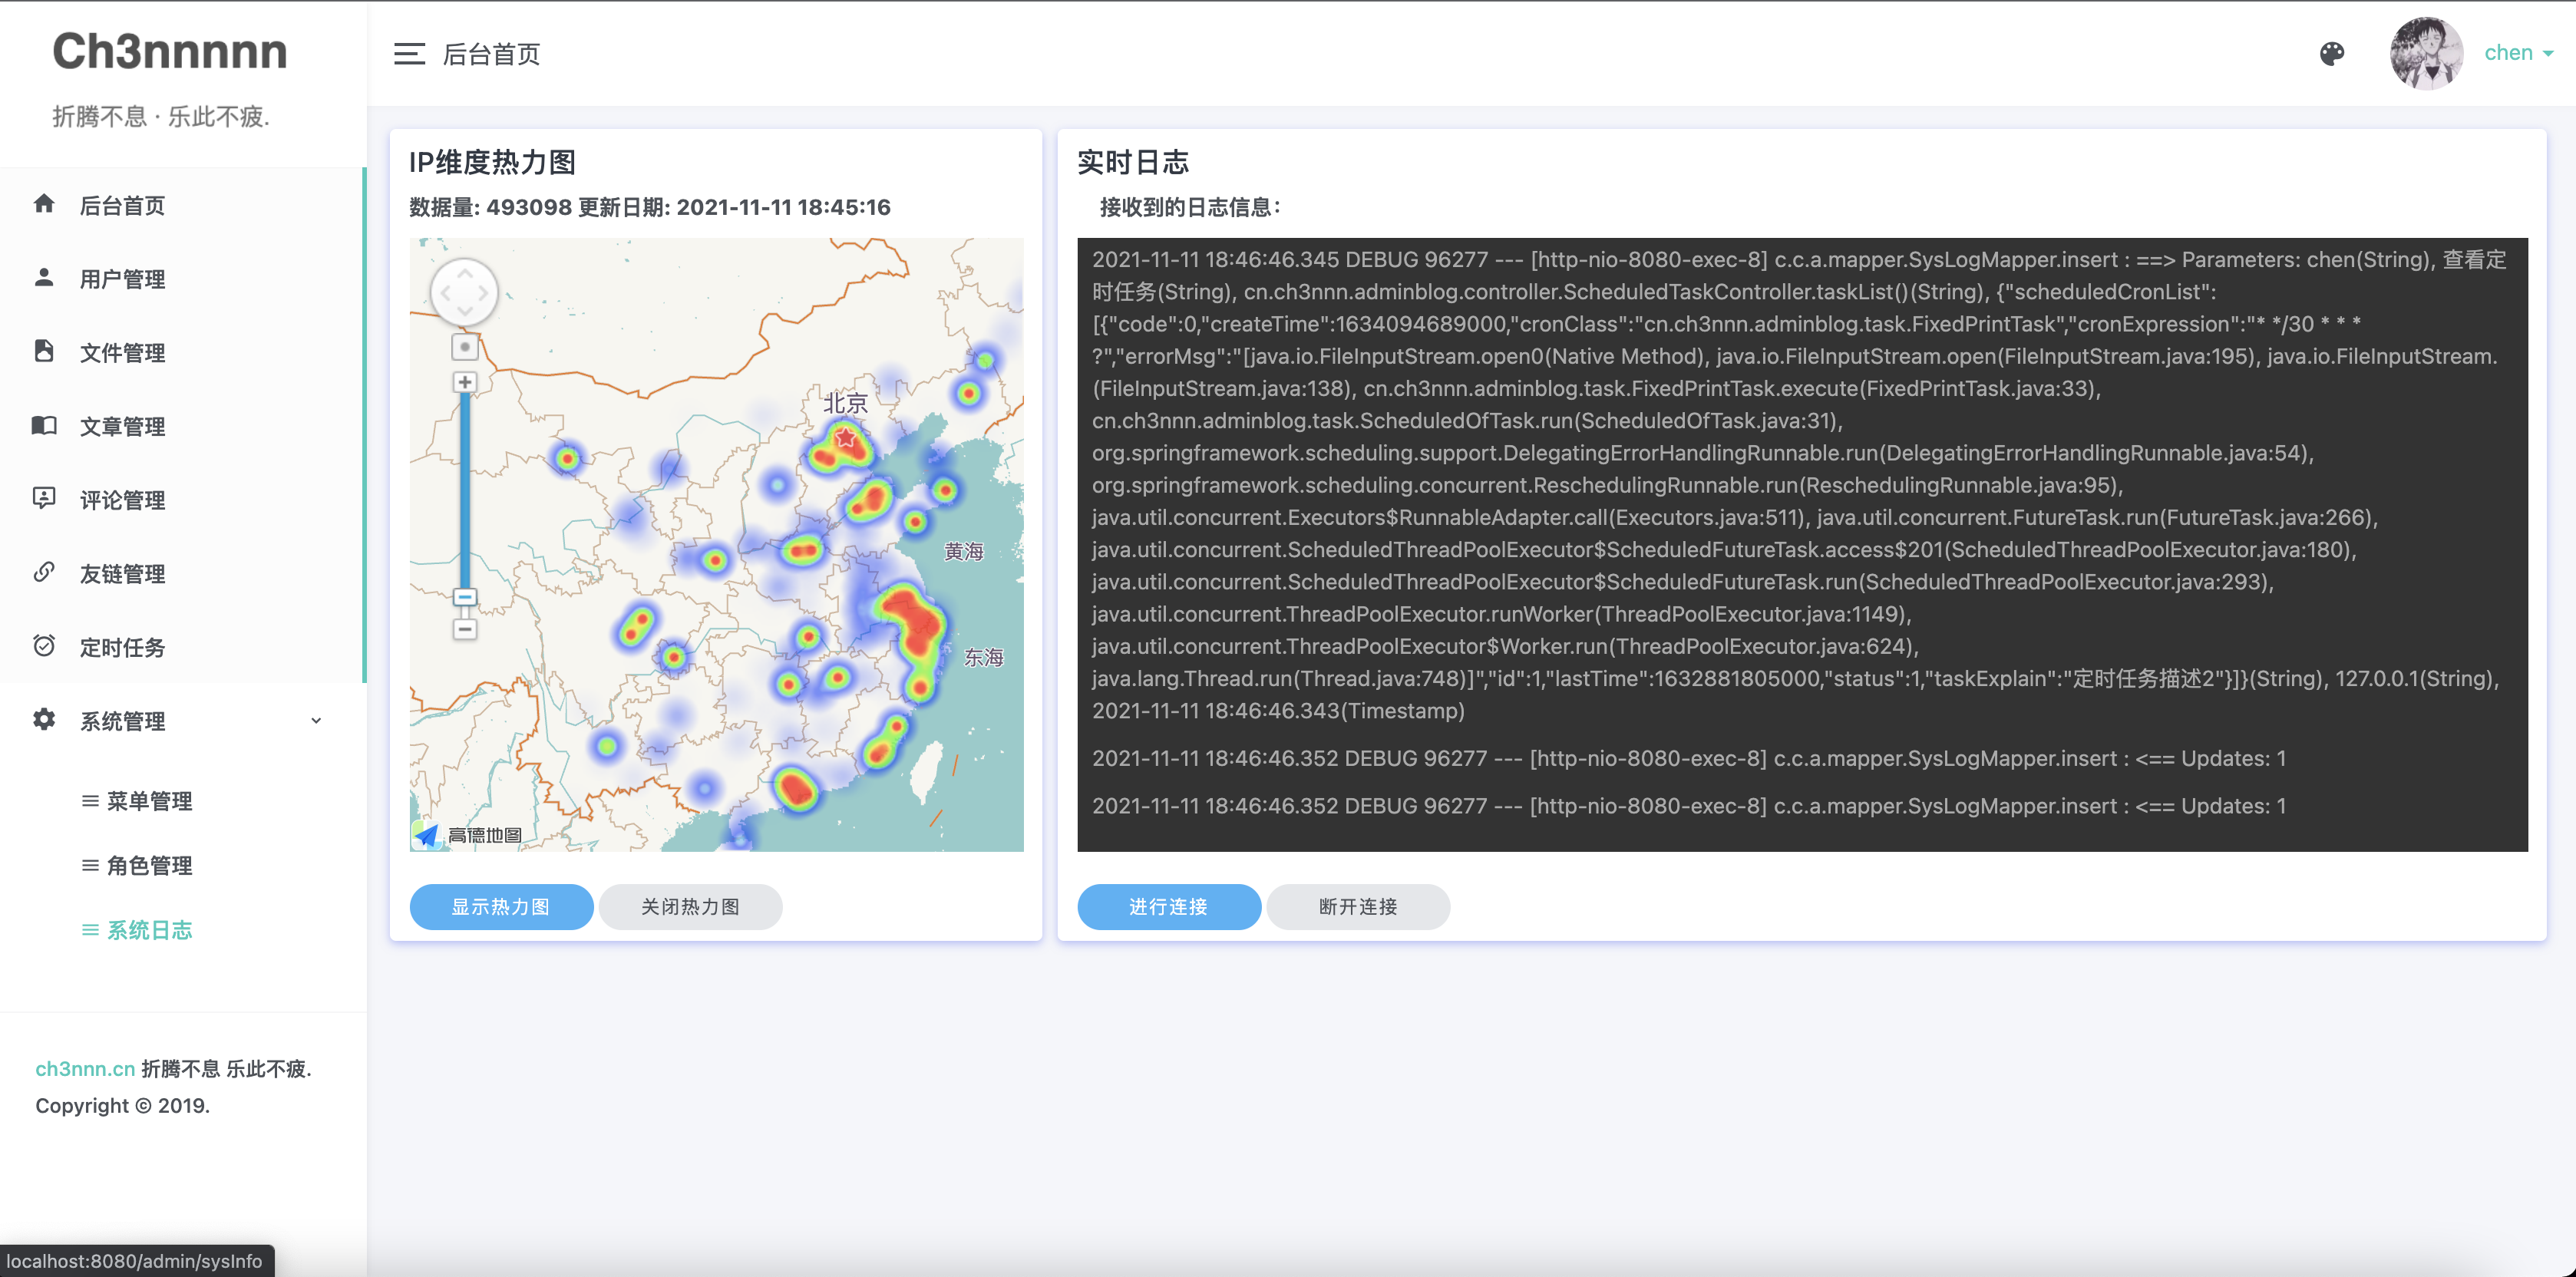 Ch3nnnnn
折腾不息 · 乐此不疲.
后台首页
用户管理
文件管理
文章管理
评论管理
友链管理
定时任务
系统管理
菜单管理
角色管理
系统日志
ch3nnn.cn 折腾不息 乐此不疲.
Copyright © 2019.
localhost:8080/admin/sysInfo
后台首页
chen
IP维度热力图
数据量: 493098 更新日期: 2021-11-11 18:45:16
北京
黄海
东海
高德地图
显示热力图
关闭热力图
实时日志
接收到的日志信息：
2021-11-11 18:46:46.345 DEBUG 96277 --- [http-nio-8080-exec-8] c.c.a.mapper.SysLogMapper.insert : ==> Parameters: chen(String), 查看定
时任务(String), cn.ch3nnn.adminblog.controller.ScheduledTaskController.taskList()(String), {"scheduledCronList":
[{"code":0,"createTime":1634094689000,"cronClass":"cn.ch3nnn.adminblog.task.FixedPrintTask","cronExpression":"* */30 * * *
?","errorMsg":"[java.io.FileInputStream.open0(Native Method), java.io.FileInputStream.open(FileInputStream.java:195), java.io.FileInputStream.
(FileInputStream.java:138), cn.ch3nnn.adminblog.task.FixedPrintTask.execute(FixedPrintTask.java:33),
cn.ch3nnn.adminblog.task.ScheduledOfTask.run(ScheduledOfTask.java:31),
org.springframework.scheduling.support.DelegatingErrorHandlingRunnable.run(DelegatingErrorHandlingRunnable.java:54),
org.springframework.scheduling.concurrent.ReschedulingRunnable.run(ReschedulingRunnable.java:95),
java.util.concurrent.Executors$RunnableAdapter.call(Executors.java:511), java.util.concurrent.FutureTask.run(FutureTask.java:266),
java.util.concurrent.ScheduledThreadPoolExecutor$ScheduledFutureTask.access$201(ScheduledThreadPoolExecutor.java:180),
java.util.concurrent.ScheduledThreadPoolExecutor$ScheduledFutureTask.run(ScheduledThreadPoolExecutor.java:293),
java.util.concurrent.ThreadPoolExecutor.runWorker(ThreadPoolExecutor.java:1149),
java.util.concurrent.ThreadPoolExecutor$Worker.run(ThreadPoolExecutor.java:624),
java.lang.Thread.run(Thread.java:748)]","id":1,"lastTime":1632881805000,"status":1,"taskExplain":"定时任务描述2"}]}(String), 127.0.0.1(String),
2021-11-11 18:46:46.343(Timestamp)
2021-11-11 18:46:46.352 DEBUG 96277 --- [http-nio-8080-exec-8] c.c.a.mapper.SysLogMapper.insert : <== Updates: 1
2021-11-11 18:46:46.352 DEBUG 96277 --- [http-nio-8080-exec-8] c.c.a.mapper.SysLogMapper.insert : <== Updates: 1
进行连接
断开连接